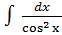 ∫ dx / cos² x